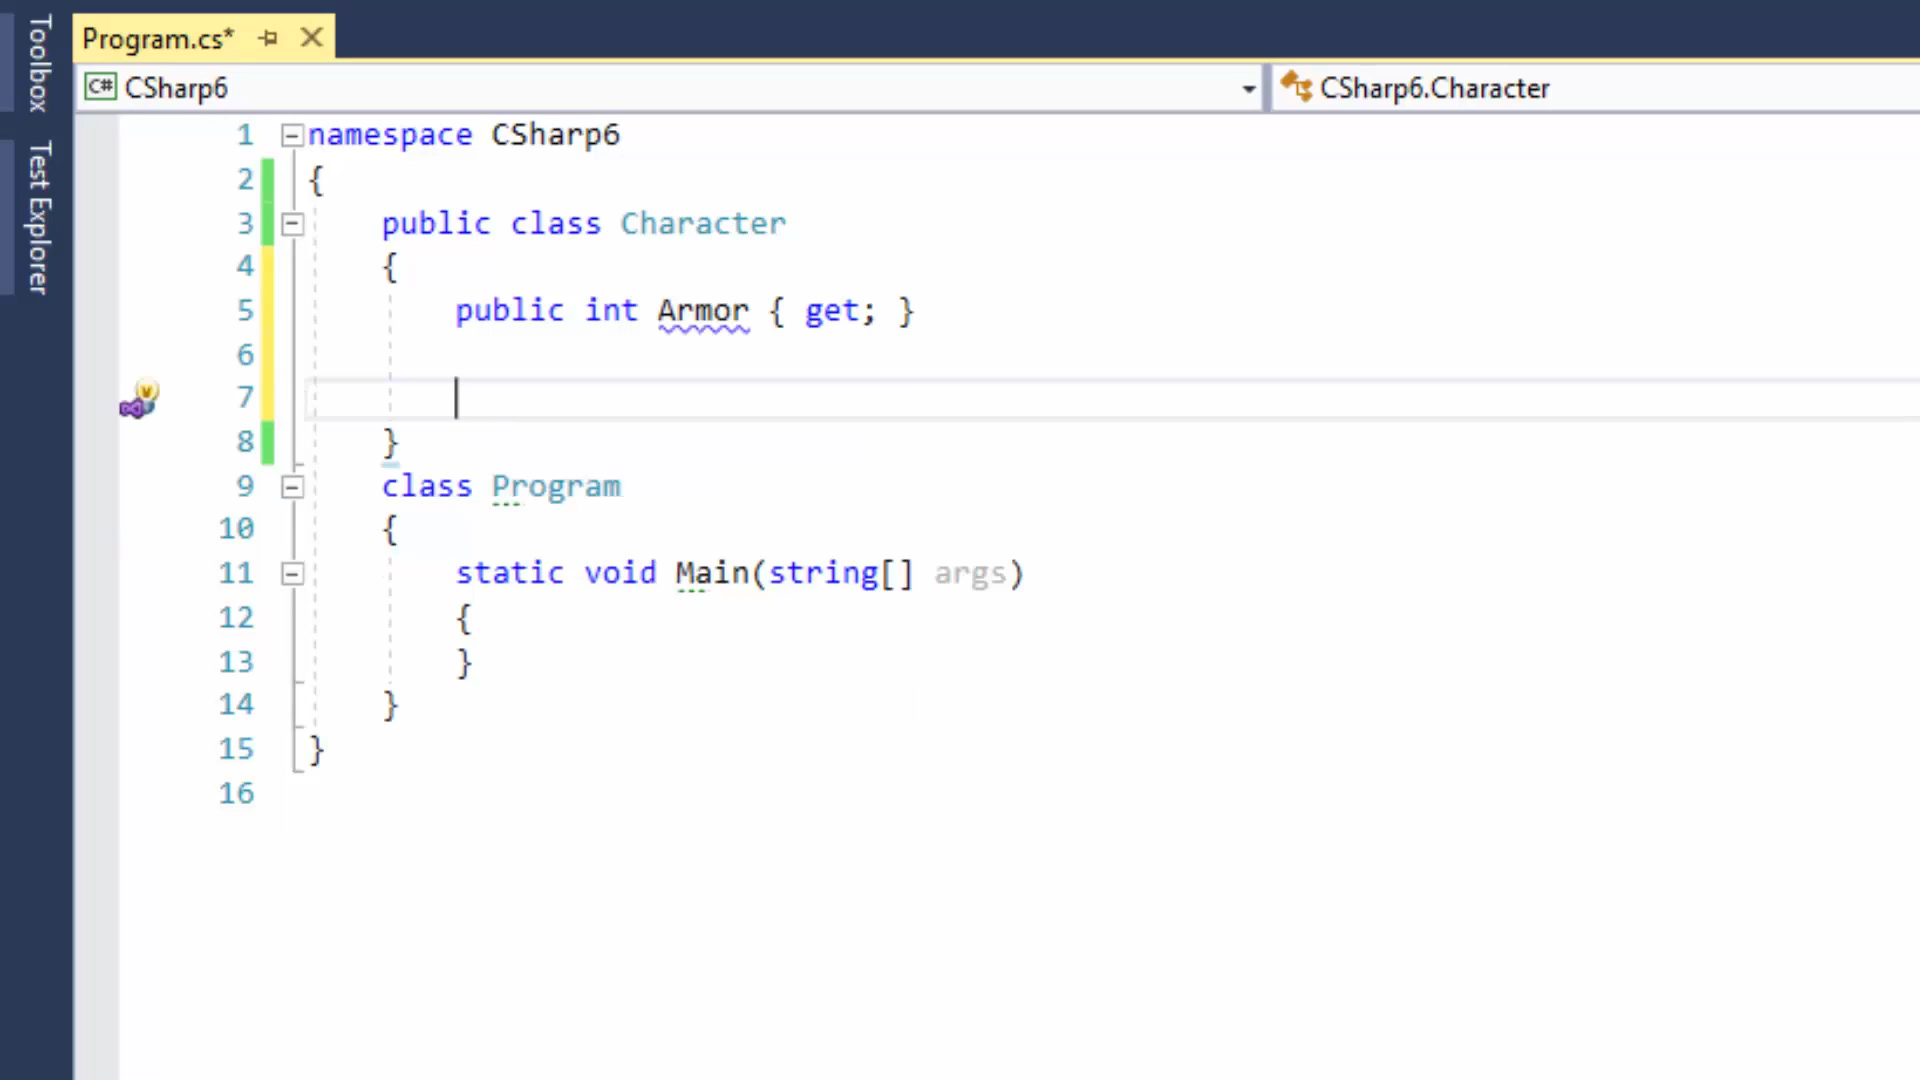 Toolbox
Test Explorer
Program.cs*
C# CSharp6
CSharp6.Character
1 namespace CSharp6
2 {
3 public class Character
4 {
5 public int Armor { get; }
6
7
8 }
9 class Program
10 {
11 static void Main(string[] args)
12 {
13 }
14 }
15 }
16